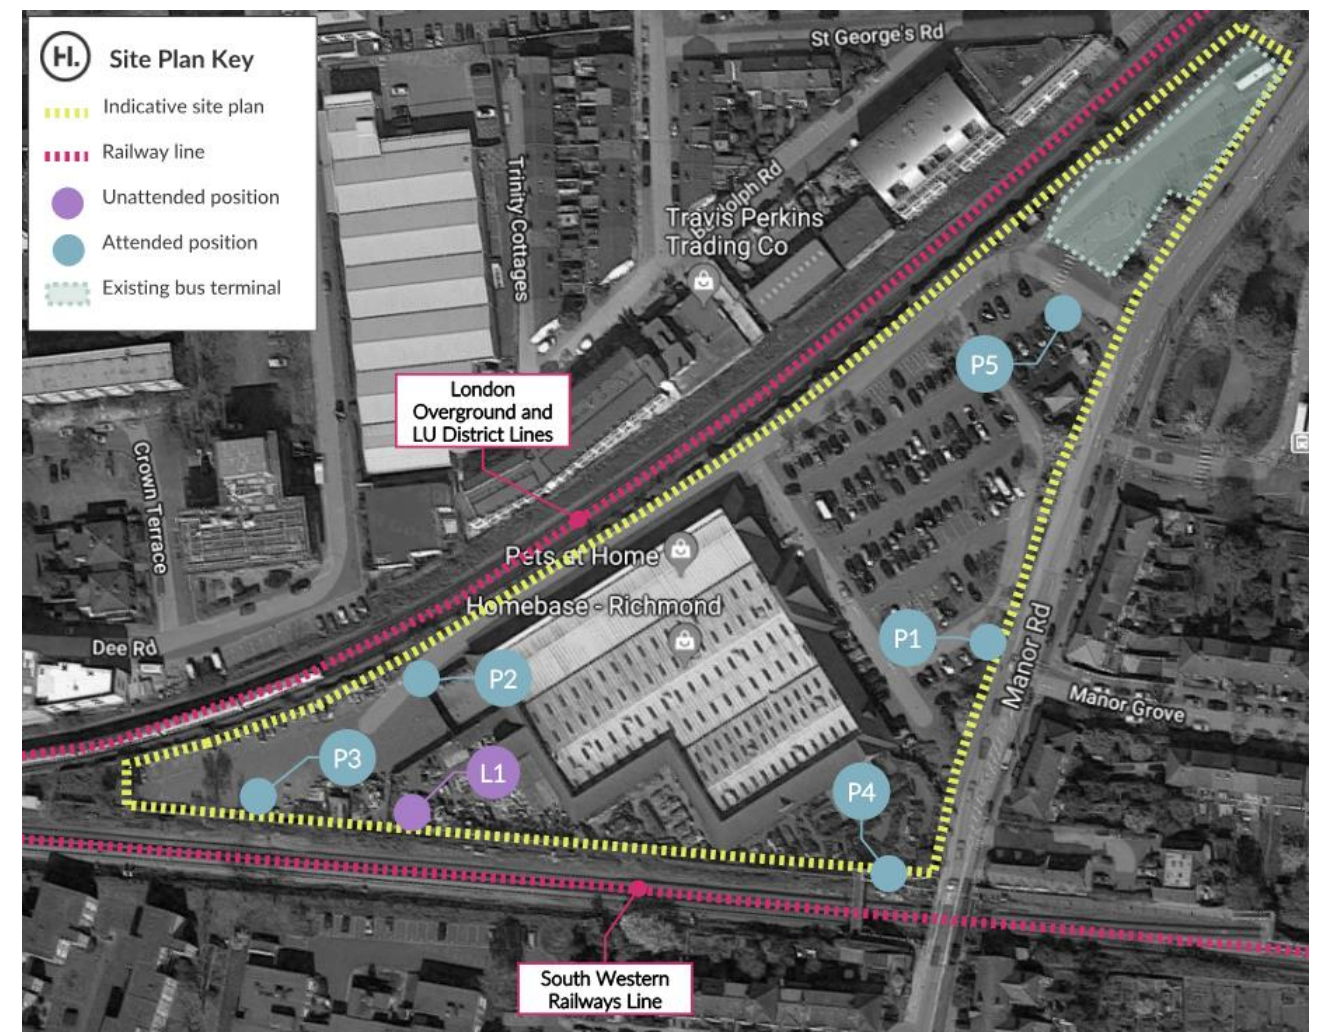 H.
Site Plan Key
Indicative site plan
Railway line
Unattended position
Attended position
Existing bus terminal
St George's Rd
Trinity Cottages
Travis Perkins
Trading Co
P5
London
Overground and
LU District Lines
Crown Terrace
Pets at Home
Homebase - Richmond
Dee Rd
P1
Manor Rd
P2
Manor Grove
P3
L1
P4
South Western
Railways Line